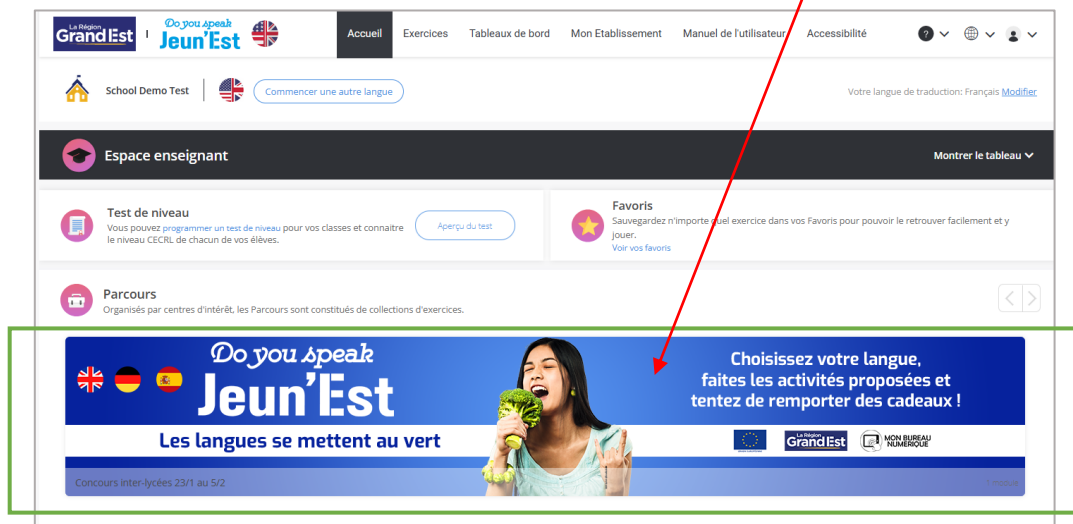 La Région
Grand Est
Do you speak
Jeun'Est
Accueil
Exercices
Tableaux de bord
Mon Etablissement
Manuel de l'utilisateur
Accessibilité
?
School Demo Test
Commencer une autre langue
Votre langue de traduction: Français Modifier
Espace enseignant
Montrer le tableau
Test de niveau
Vous pouvez programmer un test de niveau pour vos classes et connaitre
le niveau CECRL de chacun de vos élèves.
Aperçu du test
Favoris
Sauvegardez n'importe quel exercice dans vos Favoris pour pouvoir le retrouver facilement et y
jouer.
Voir vos favoris
Parcours
Organisés par centres d'intérêt, les Parcours sont constitués de collections d'exercices.
Do you speak
Jeun'Est
Les langues se mettent au vert
Choisissez votre langue,
faites les activités proposées et
tentez de remporter des cadeaux !
La Région
Grand Est
MON BUREAU
NUMÉRIQUE
Concours inter-lycées 23/1 au 5/2
1 module